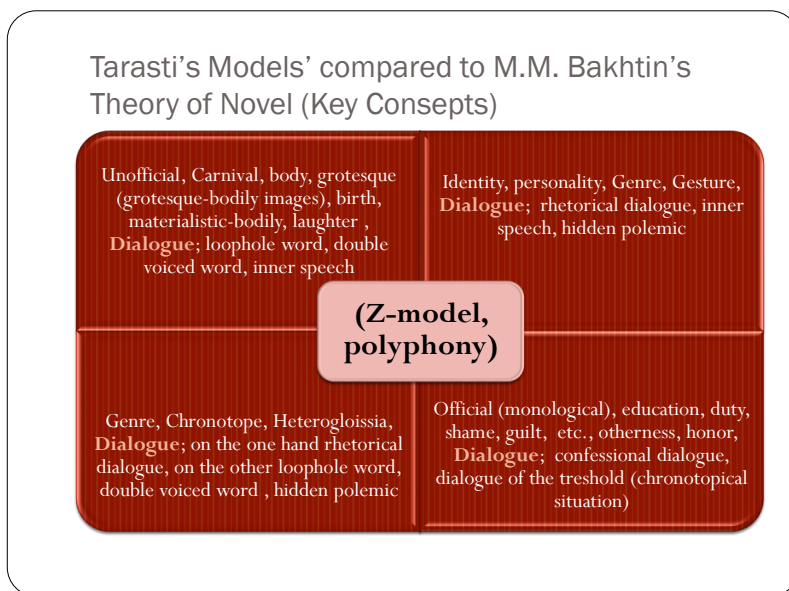 Tarasti's Models' compared to M.M. Bakhtin's
Theory of Novel (Key Consepts)
Unofficial, Carnival, body, grotesque
(grotesque-bodily images), birth,
materialistic-bodily, laughter ,
Dialogue; loophole word, double
voiced word, inner speech
Identity, personality, Genre, Gesture,
Dialogue; rhetorical dialogue, inner
speech, hidden polemic
(Z-model,
polyphony)
Genre, Chronotope, Heterogloissia,
Dialogue; on the one hand rhetorical
dialogue, on the other loophole word,
double voiced word , hidden polemic
Official (monological), education, duty,
shame, guilt, etc., otherness, honor,
Dialogue; confessional dialogue,
dialogue of the treshold (chronotopical
situation)